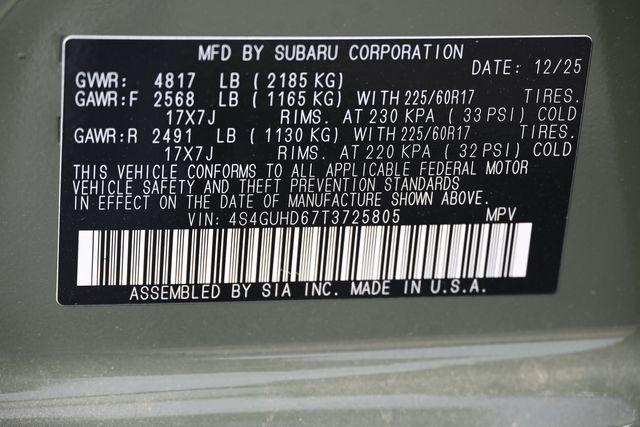 MFD BY SUBARU CORPORATION
DATE: 12/25
GVWR: 4817 LB ( 2185 KG)
GAWR:F 2568 LB ( 1165 KG) WITH 225/60R17 TIRES.
17X7J RIMS. AT 230 KPA ( 33 PSI) COLD
GAWR:R 2491 LB ( 1130 KG) WITH 225/60R17 TIRES.
17X7J RIMS. AT 220 KPA ( 32 PSI) COLD
THIS VEHICLE CONFORMS TO ALL APPLICABLE FEDERAL MOTOR
VEHICLE SAFETY AND THEFT PREVENTION STANDARDS
IN EFFECT ON THE DATE OF MANUFACTURE SHOWN ABOVE.
VIN: 4S4GUHD67T3725805 MPV
ASSEMBLED BY SIA INC. MADE IN U.S.A.